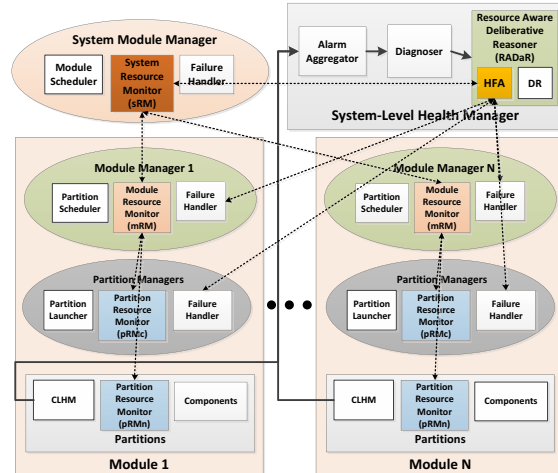 System Module Manager
Module
Scheduler
System
Resource
Monitor
(sRM)
Failure
Handler
Alarm
Aggregator
Diagnoser
Resource Aware
Deliberative
Reasoner
(RADaR)
HFA
DR
System-Level Health Manager
Module Manager 1
Partition
Scheduler
Module
Resource
Monitor
(mRM)
Failure
Handler
Partition Managers
Partition
Launcher
Partition
Resource
Monitor
(pRMc)
Failure
Handler
CLHM
Partition
Resource
Monitor
(pRMn)
Components
Partitions
Module 1
Module Manager N
Partition
Scheduler
Module
Resource
Monitor
(mRM)
Failure
Handler
Partition Managers
Partition
Launcher
Partition
Resource
Monitor
(pRMc)
Failure
Handler
CLHM
Partition
Resource
Monitor
(pRMn)
Components
Partitions
Module N